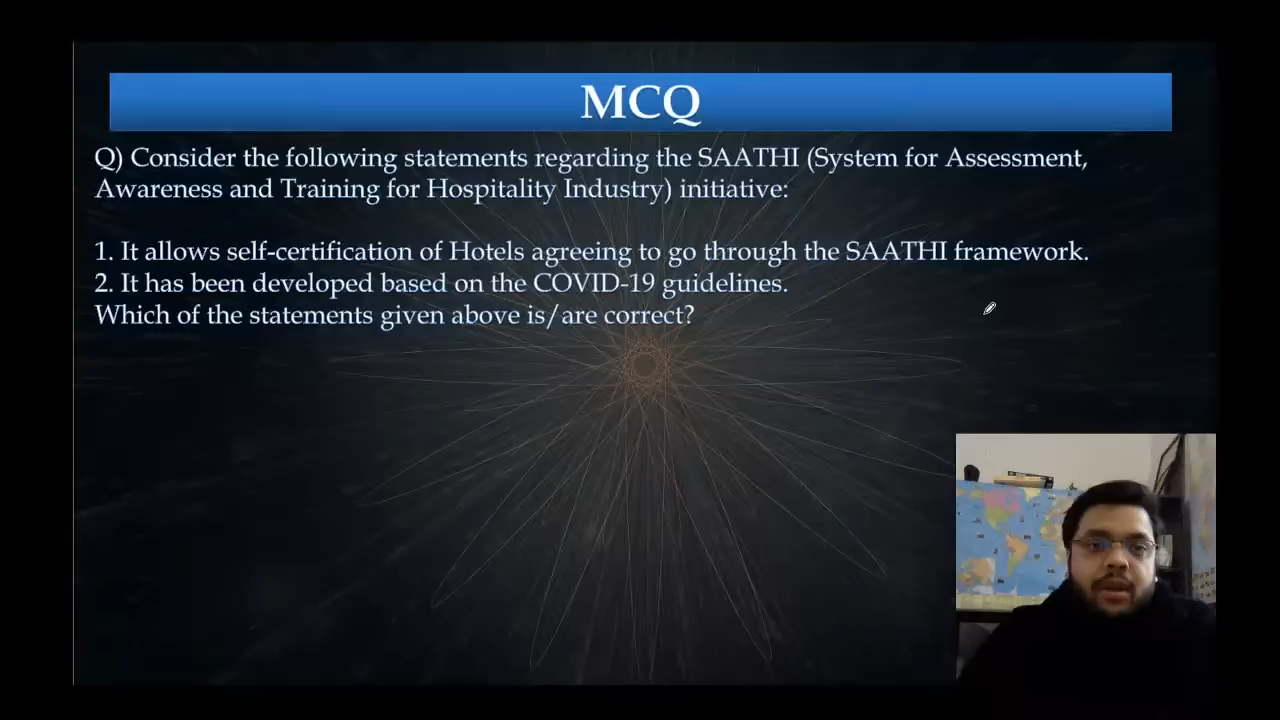 MCQ
Q) Consider the following statements regarding the SAATHI (System for Assessment,
Awareness and Training for Hospitality Industry) initiative:
1. It allows self-certification of Hotels agreeing to go through the SAATHI framework.
2. It has been developed based on the COVID-19 guidelines.
Which of the statements given above is/are correct?